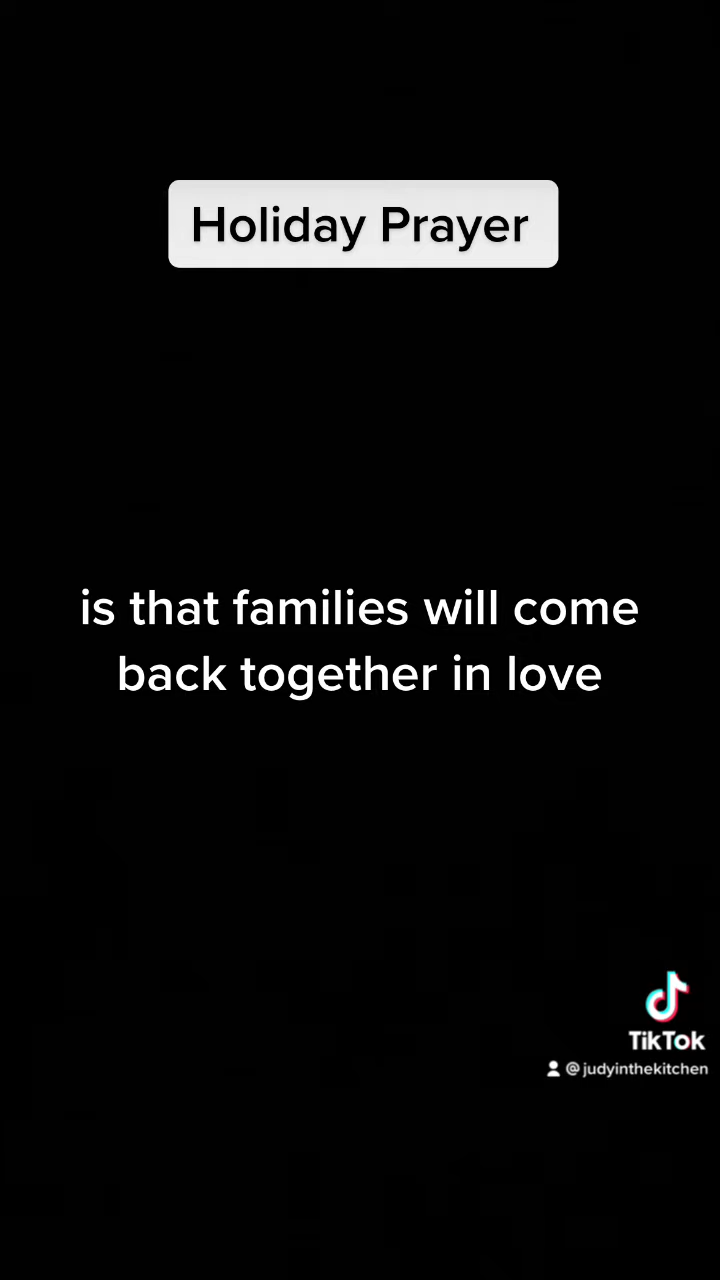 Holiday Prayer
is that families will come
back together in love
TikTok
@judyinthekitchen